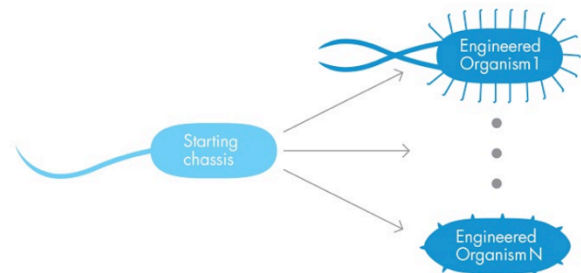 Engineered
Organism 1
Starting
chassis
Engineered
Organism N